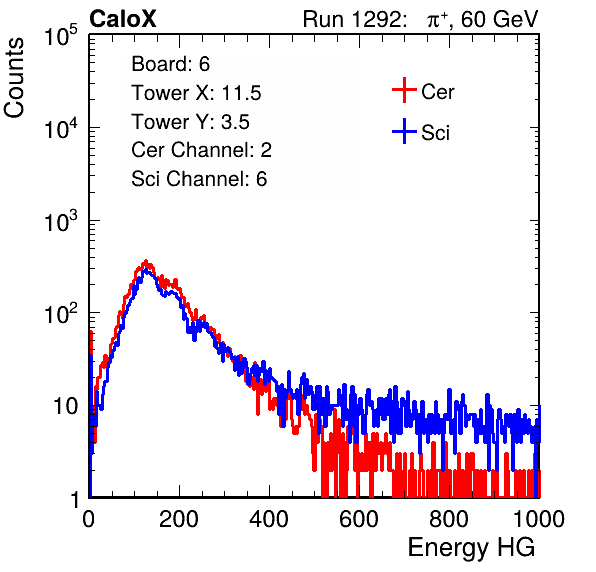 CaloX Run 1292: π⁺, 60 GeV
Counts
Board: 6
Tower X: 11.5
Tower Y: 3.5
Cer Channel: 2
Sci Channel: 6
Cer
Sci
10⁵
10⁴
10³
10²
10
1
0 200 400 600 800 1000
Energy HG